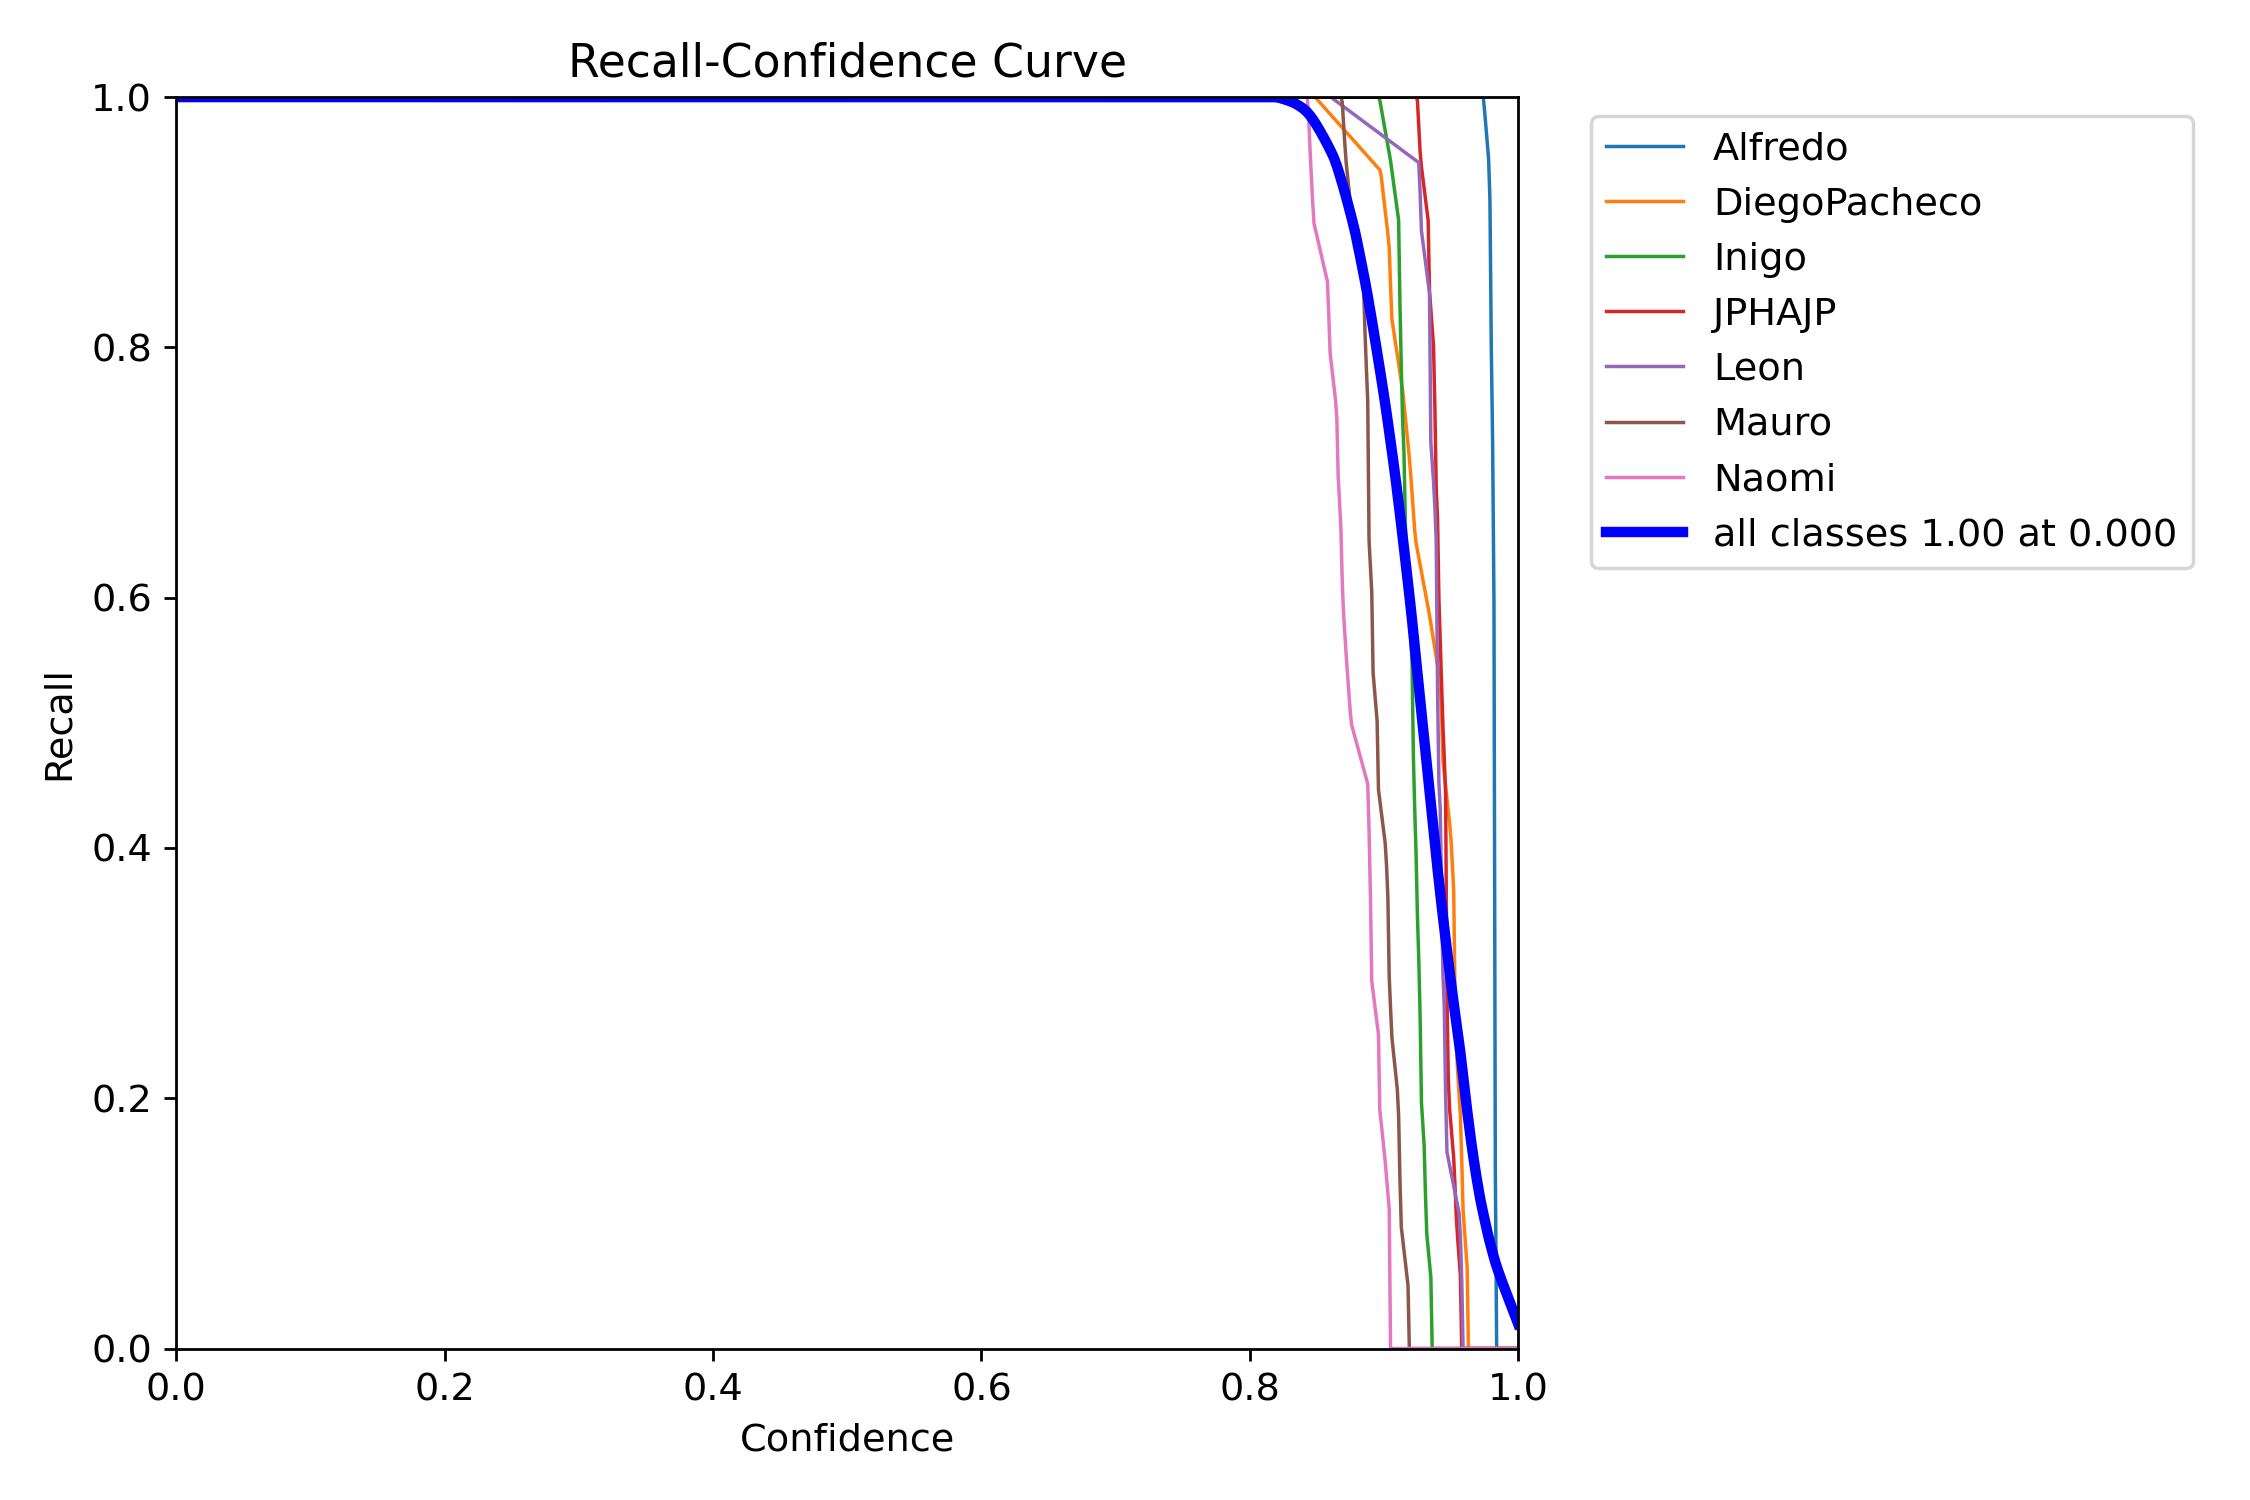 Recall-Confidence Curve
1.0
0.8
0.6
0.4
0.2
0.0
Recall
0.0 0.2 0.4 0.6 0.8 1.0
Confidence
Alfredo
DiegoPacheco
Inigo
JPHAJP
Leon
Mauro
Naomi
all classes 1.00 at 0.000